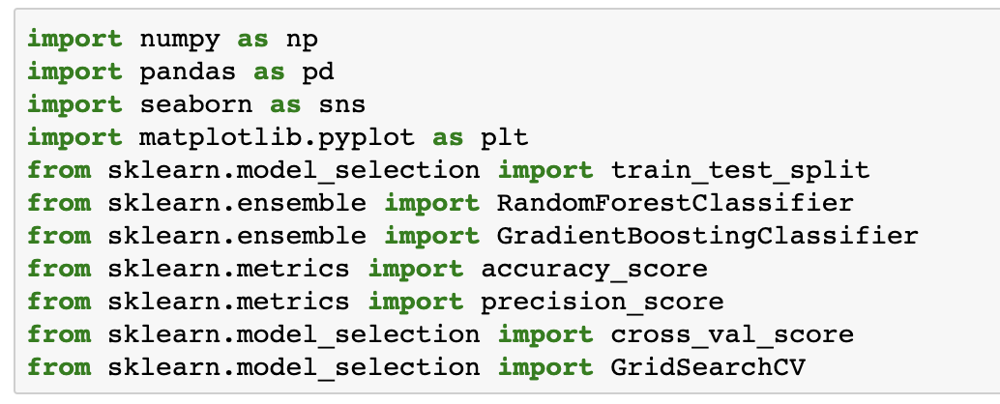 import numpy as np
import pandas as pd
import seaborn as sns
import matplotlib.pyplot as plt
from sklearn.model_selection import train_test_split
from sklearn.ensemble import RandomForestClassifier
from sklearn.ensemble import GradientBoostingClassifier
from sklearn.metrics import accuracy_score
from sklearn.metrics import precision_score
from sklearn.model_selection import cross_val_score
from sklearn.model_selection import GridSearchCV